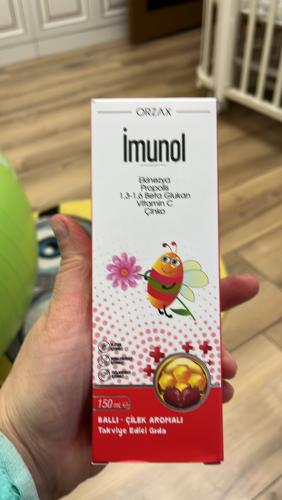 ORZAX
İmunol
Ekinezya
Propolis
1,3-1,6 Beta Glukan
Vitamin C
Çinko
150 mL ℮
BALLI - ÇİLEK AROMALI
Takviye Edici Gıda